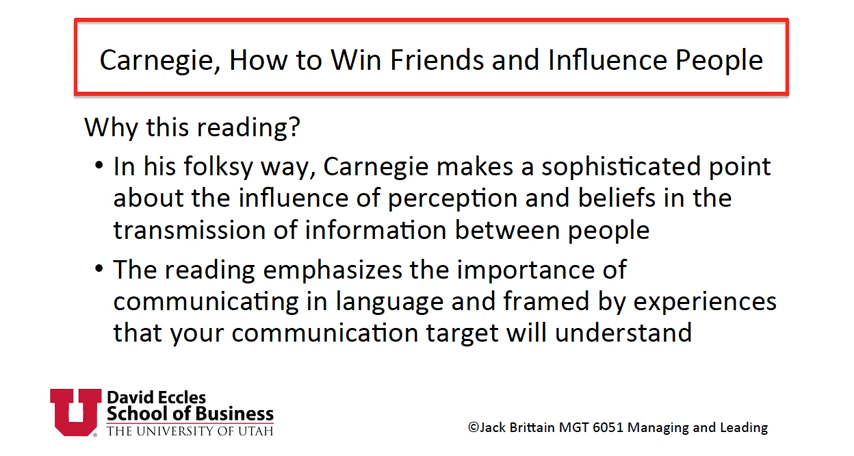 Carnegie, How to Win Friends and Influence People
Why this reading?
• In his folksy way, Carnegie makes a sophisticated point
about the influence of perception and beliefs in the
transmission of information between people
• The reading emphasizes the importance of
communicating in language and framed by experiences
that your communication target will understand
U
David Eccles
School of Business
THE UNIVERSITY OF UTAH
©Jack Brittain MGT 6051 Managing and Leading